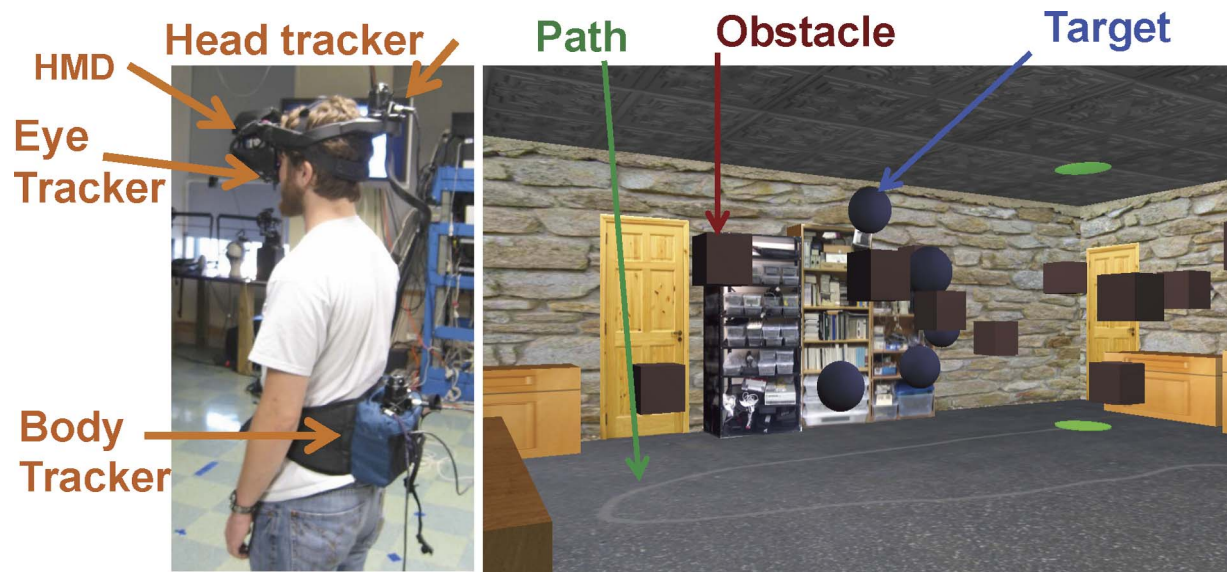 Head tracker
HMD
Eye
Tracker
Body
Tracker
Path
Obstacle
Target